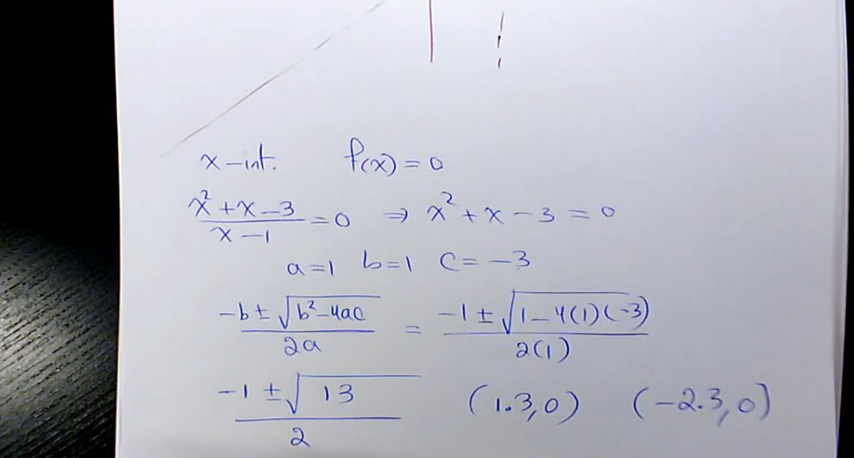 x-int. f(x)=0
(x²+x-3)/(x-1) = 0 ⇒ x²+x-3=0
a=1 b=1 c=-3
(-b±√(b²-4ac))/(2a) = (-1±√(1-4(1)(-3)))/(2(1))
(-1±√13)/2 (1.3,0) (-2.3,0)